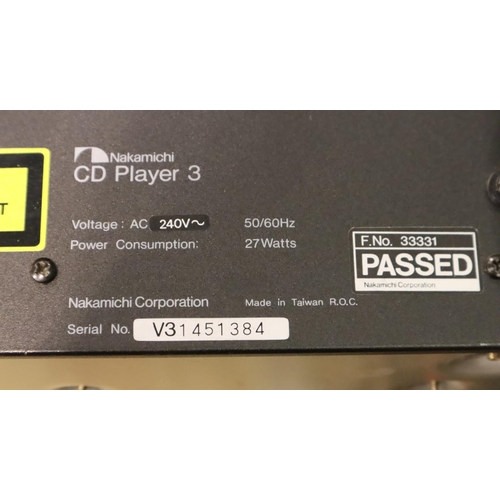 Nakamichi
CD Player 3
T
Voltage: AC 240V~ 50/60Hz
Power Consumption: 27Watts
F.No. 33331
PASSED
Nakamichi Corporation
Nakamichi Corporation Made in Taiwan R.O.C.
Serial No. V31451384